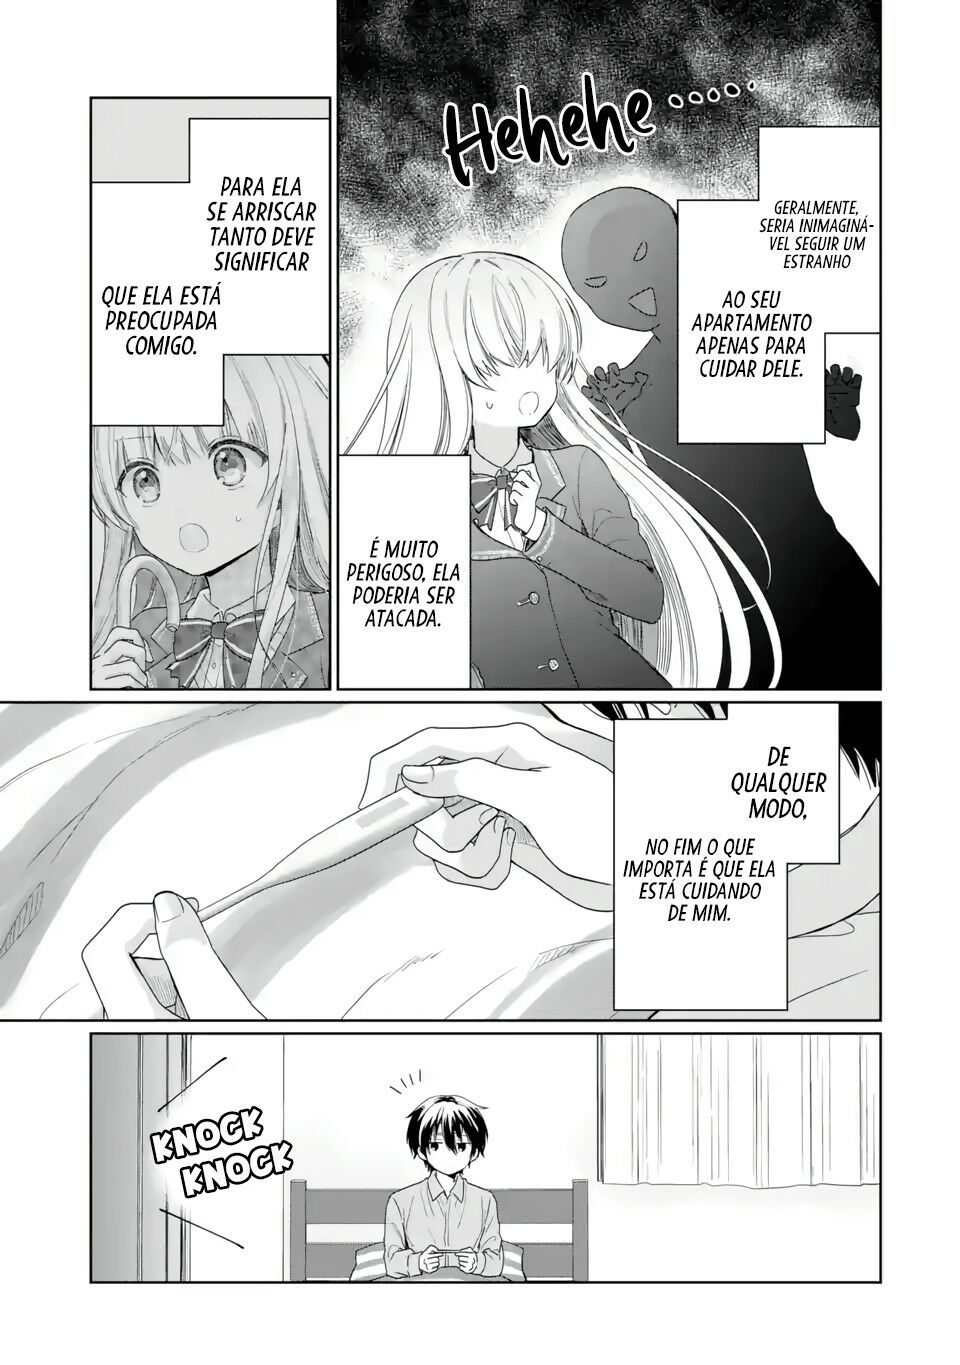 Hehehe.....
GERALMENTE,
SERIA INIMAGINÁ-
VEL SEGUIR UM
ESTRANHO
AO SEU
APARTAMENTO
APENAS PARA
CUIDAR DELE.
É MUITO
PERIGOSO, ELA
PODERIA SER
ATACADA.
PARA ELA
SE ARRISCAR
TANTO DEVE
SIGNIFICAR
QUE ELA ESTÁ
PREOCUPADA
COMIGO.
DE
QUALQUER
MODO,
NO FIM O QUE
IMPORTA É QUE ELA
ESTÁ CUIDANDO
DE MIM.
KNOCK
KNOCK